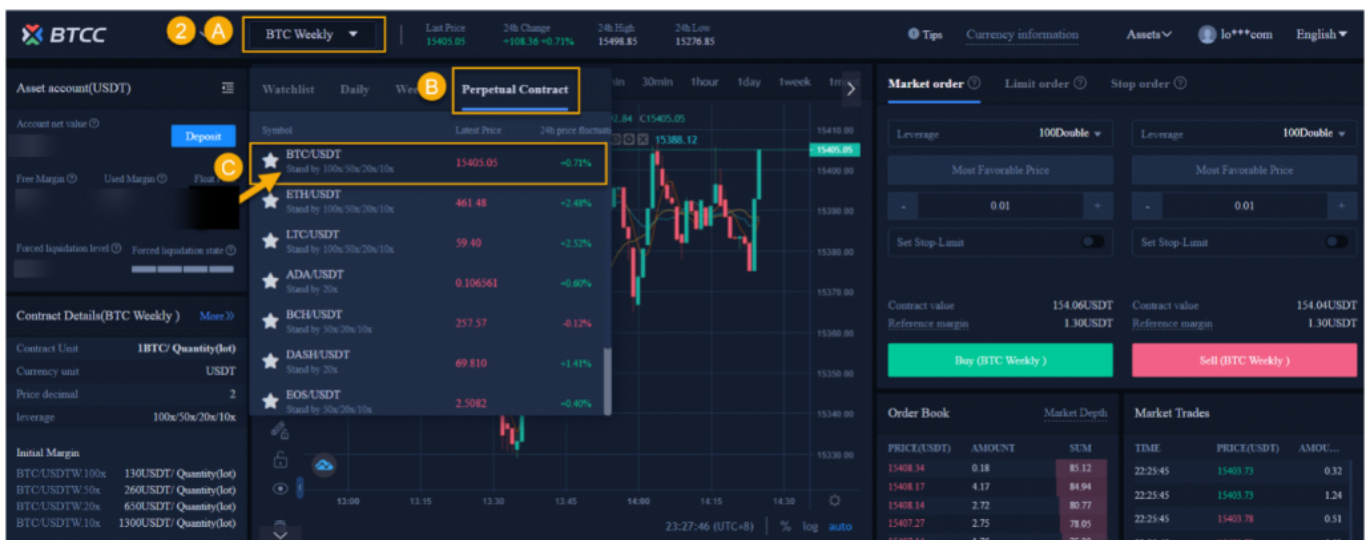 BTCC
2
A
BTC Weekly
Last Price
15405.05
24h Change
+108.36 +0.71%
24h High
15498.85
24h Low
15276.85
Tips
Currency information
Assets
lo***com
English
Asset account(USDT)
Account net value
Deposit
C
Free Margin
Used Margin
Float
Forced liquidation level
Forced liquidation state
Contract Details(BTC Weekly )
More
Contract Unit
1BTC/ Quantity(lot)
Currency unit
USDT
Price decimal
2
leverage
100x/50x/20x/10x
Initial Margin
BTC/USDTW.100x
130USDT/ Quantity(lot)
BTC/USDTW.50x
260USDT/ Quantity(lot)
BTC/USDTW.20x
650USDT/ Quantity(lot)
BTC/USDTW.10x
1300USDT/ Quantity(lot)
Watchlist
Daily
B
Perpetual Contract
Symbol
Latest Price
24h price fluctuati
BTC/USDT
Stand by 100x/50x/20x/10x
15405.05
+0.71%
ETH/USDT
Stand by 100x/50x/20x/10x
461.48
+2.48%
LTC/USDT
Stand by 100x/50x/20x/10x
59.40
+2.52%
ADA/USDT
Stand by 20x
0.106561
+0.60%
BCH/USDT
Stand by 50x/20x/10x
257.57
-0.12%
DASH/USDT
Stand by 20x
69.810
+1.41%
EOS/USDT
Stand by 50x/20x/10x
2.5082
+0.40%
30min
1hour
1day
1week
C15405.05
15388.12
15410.00
15405.05
15400.00
15390.00
15380.00
15370.00
15360.00
15350.00
15340.00
15330.00
13:00
13:15
13:30
13:45
14:00
14:15
14:30
23:27:46 (UTC+8)
%
log
auto
Market order
Limit order
Stop order
Leverage
100Double
Leverage
100Double
Most Favorable Price
Most Favorable Price
-
0.01
+
-
0.01
+
Set Stop-Limit
Set Stop-Limit
Contract value
154.06USDT
Reference margin
1.30USDT
Contract value
154.04USDT
Reference margin
1.30USDT
Buy (BTC Weekly )
Sell (BTC Weekly )
Order Book
Market Depth
PRICE(USDT)
AMOUNT
SUM
15408.34
0.18
85.12
15408.17
4.17
84.94
15408.14
2.72
80.77
15407.27
2.75
78.05
Market Trades
TIME
PRICE(USDT)
AMOU...
22:25:45
15403.73
0.32
22:25:45
15403.73
1.24
22:25:45
15403.78
0.51